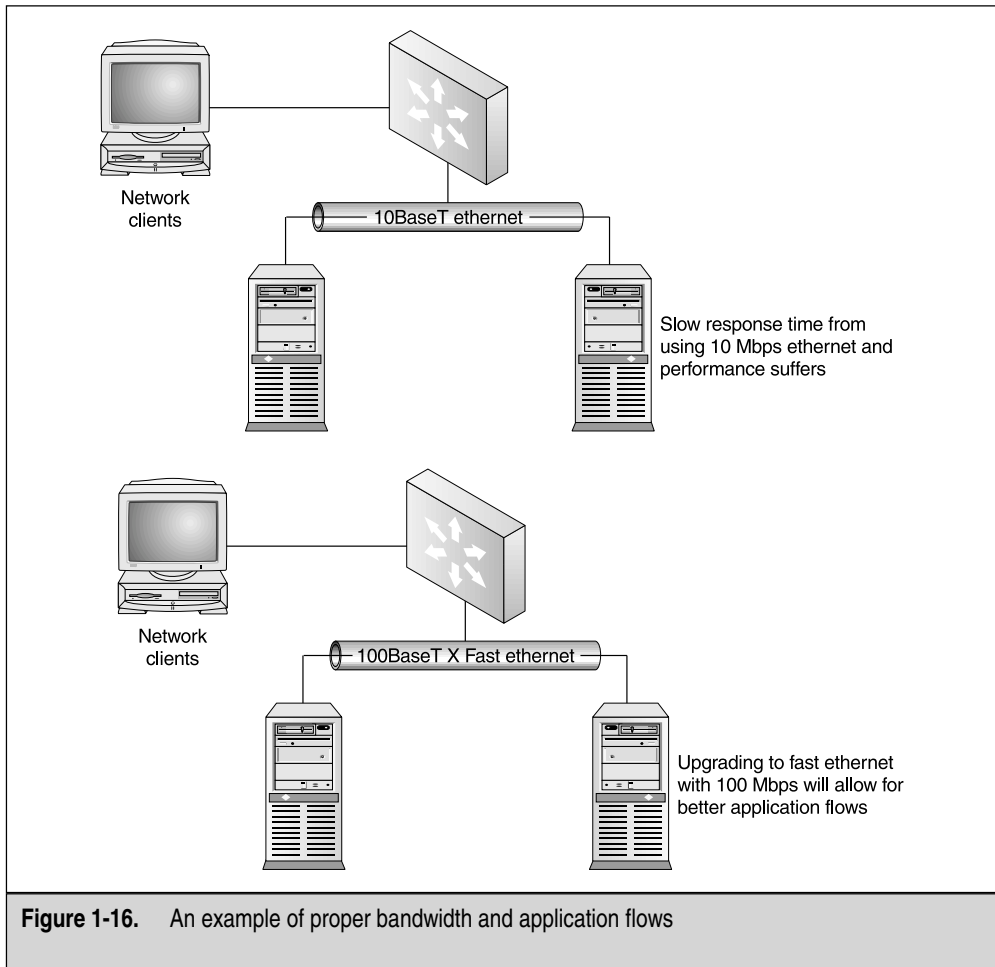 Network
clients
10BaseT ethernet
Slow response time from
using 10 Mbps ethernet and
performance suffers
Network
clients
100BaseT X Fast ethernet
Upgrading to fast ethernet
with 100 Mbps will allow for
better application flows
Figure 1-16. An example of proper bandwidth and application flows